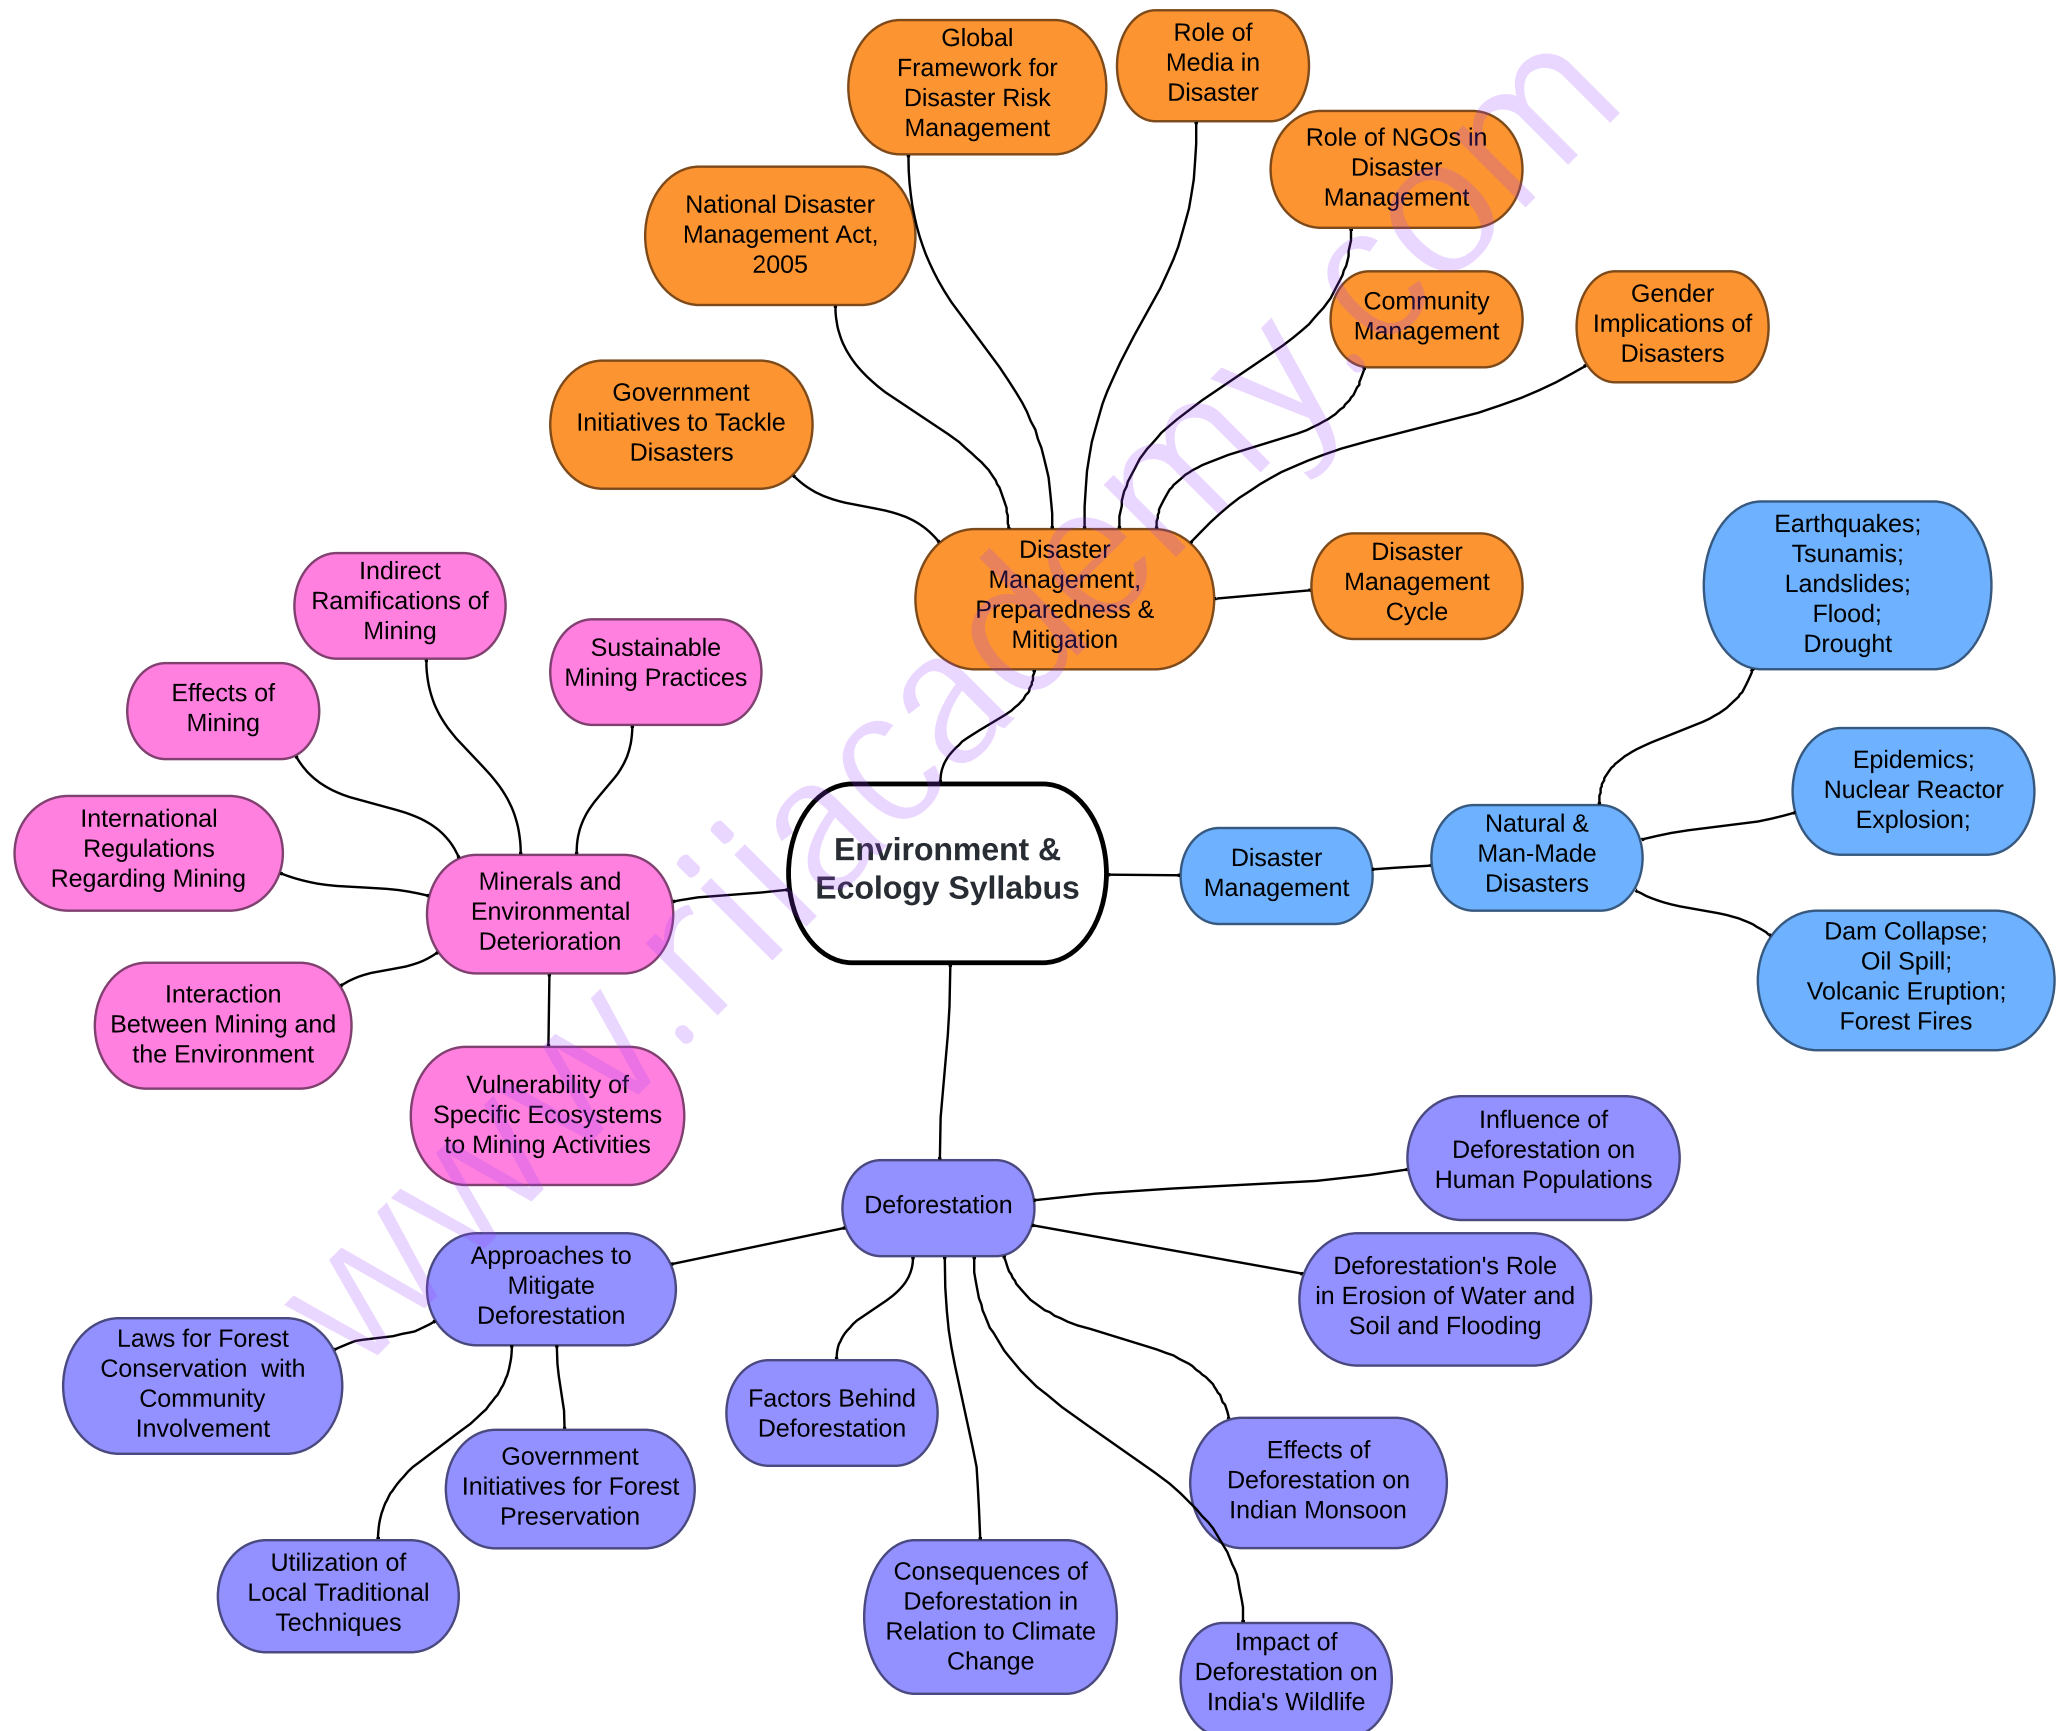 Global
Framework for
Disaster Risk
Management
Role of
Media in
Disaster
Role of NGOs in
Disaster
Management
National Disaster
Management Act,
2005
Community
Management
Gender
Implications of
Disasters
Government
Initiatives to Tackle
Disasters
Disaster
Management,
Preparedness &
Mitigation
Disaster
Management
Cycle
Earthquakes;
Tsunamis;
Landslides;
Flood;
Drought
Indirect
Ramifications of
Mining
Sustainable
Mining Practices
Effects of
Mining
International
Regulations
Regarding Mining
Minerals and
Environmental
Deterioration
Interaction
Between Mining and
the Environment
Vulnerability of
Specific Ecosystems
to Mining Activities
Environment &
Ecology Syllabus
Disaster
Management
Natural &
Man-Made
Disasters
Epidemics;
Nuclear Reactor
Explosion;
Dam Collapse;
Oil Spill;
Volcanic Eruption;
Forest Fires
Deforestation
Influence of
Deforestation on
Human Populations
Deforestation's Role
in Erosion of Water and
Soil and Flooding
Approaches to
Mitigate
Deforestation
Laws for Forest
Conservation  with
Community
Involvement
Government
Initiatives for Forest
Preservation
Utilization of
Local Traditional
Techniques
Factors Behind
Deforestation
Effects of
Deforestation on
Indian Monsoon
Consequences of
Deforestation in
Relation to Climate
Change
Impact of
Deforestation on
India's Wildlife
www.riiacademy.com